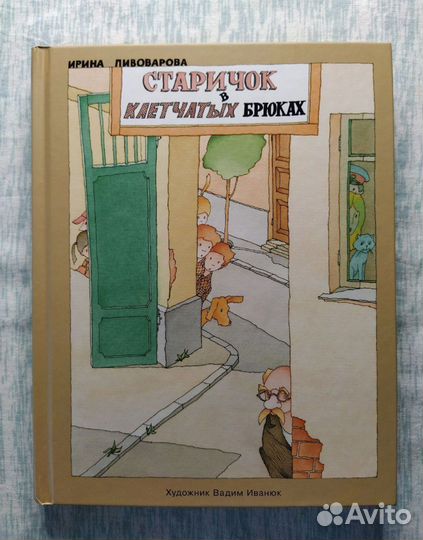 ИРИНА ПИВОВАРОВА
СТАРИЧОК
В
КЛЕТЧАТЫХ БРЮКАХ
Художник Вадим Иванюк
Avito